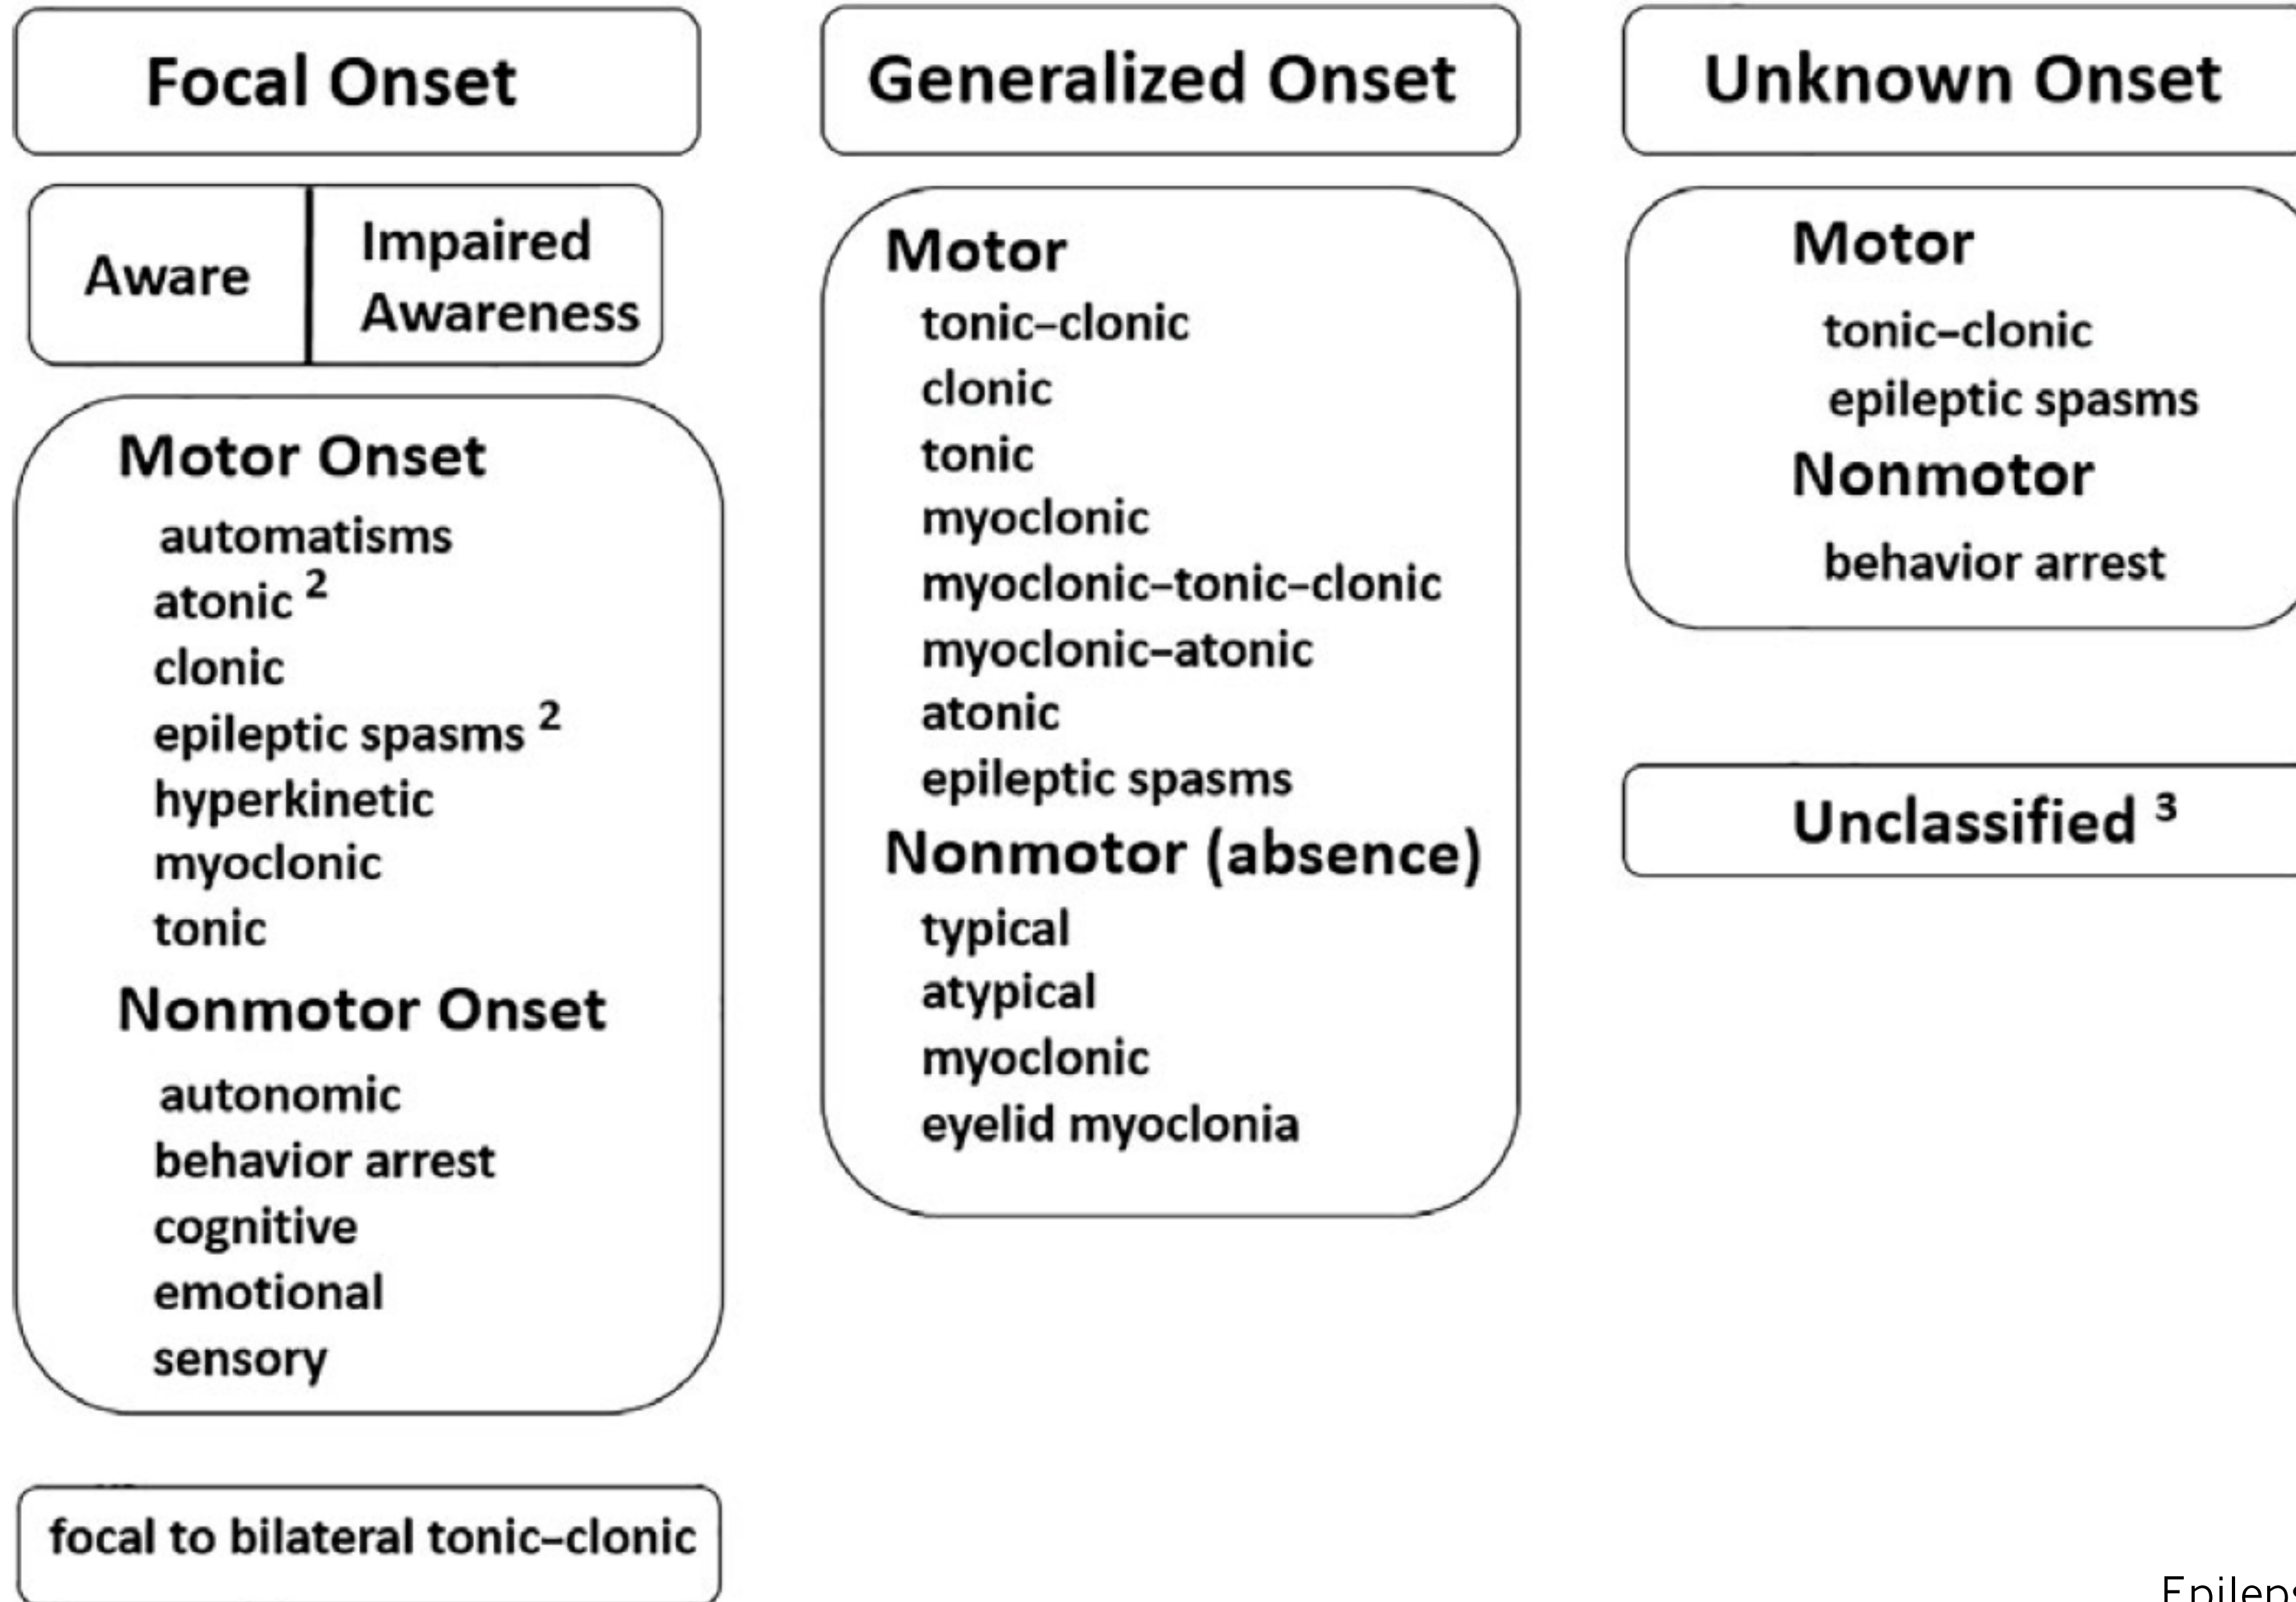 Focal Onset
Aware
Impaired
Awareness
Motor Onset
automatisms
atonic 2
clonic
epileptic spasms 2
hyperkinetic
myoclonic
tonic
Nonmotor Onset
autonomic
behavior arrest
cognitive
emotional
sensory
focal to bilateral tonic–clonic
Generalized Onset
Motor
tonic–clonic
clonic
tonic
myoclonic
myoclonic–tonic–clonic
myoclonic–atonic
atonic
epileptic spasms
Nonmotor (absence)
typical
atypical
myoclonic
eyelid myoclonia
Unknown Onset
Motor
tonic–clonic
epileptic spasms
Nonmotor
behavior arrest
Unclassified 3